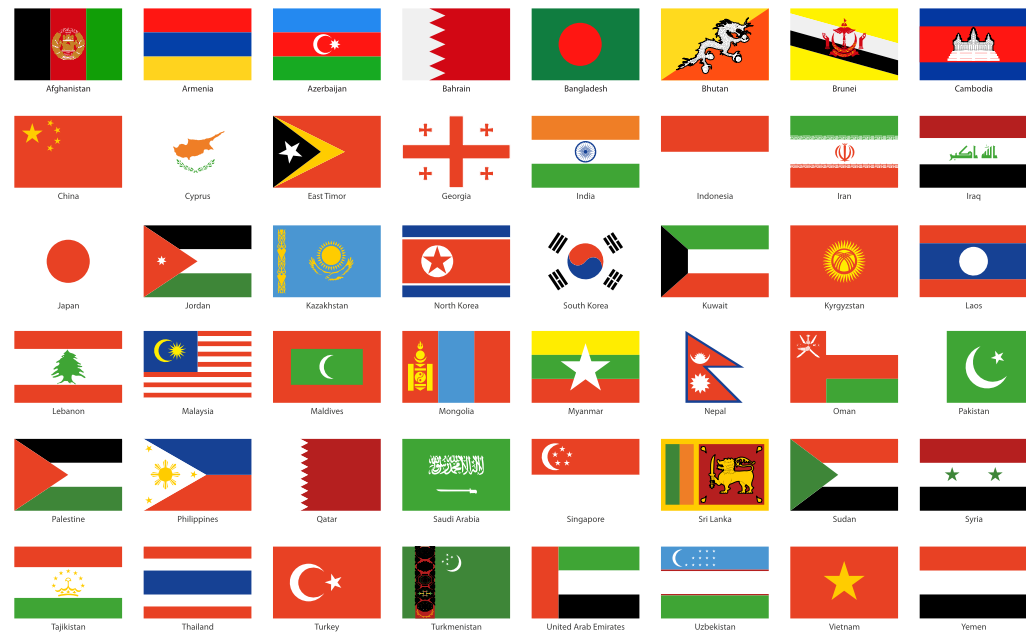 Afghanistan
Armenia
Azerbaijan
Bahrain
Bangladesh
Bhutan
Brunei
Cambodia
China
Cyprus
East Timor
Georgia
India
Indonesia
Iran
Iraq
Japan
Jordan
Kazakhstan
North Korea
South Korea
Kuwait
Kyrgyzstan
Laos
Lebanon
Malaysia
Maldives
Mongolia
Myanmar
Nepal
Oman
Pakistan
Palestine
Philippines
Qatar
Saudi Arabia
Singapore
Sri Lanka
Sudan
Syria
Tajikistan
Thailand
Turkey
Turkmenistan
United Arab Emirates
Uzbekistan
Vietnam
Yemen